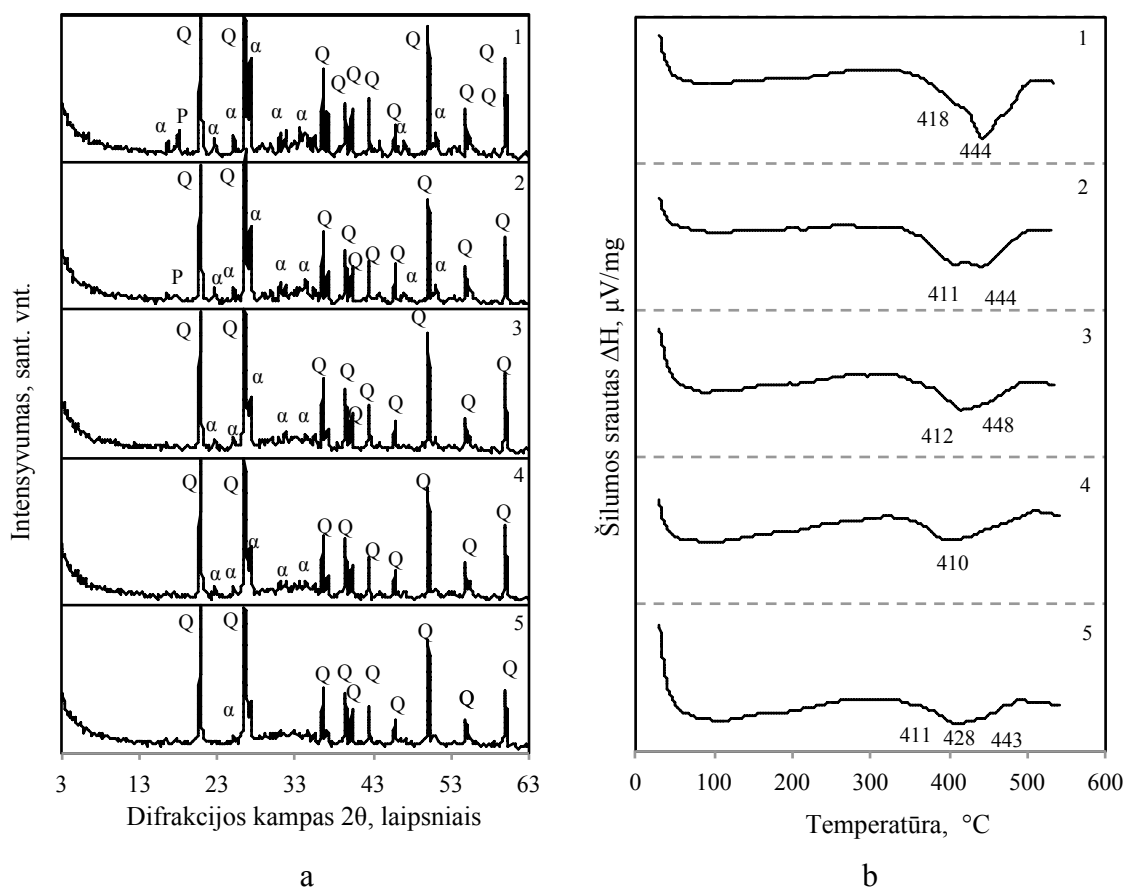 Intensyvumas, sant. vnt.
Q Q α Q Q Q Q Q Q Q Q Q 1
α P α α α α α α
Q Q α Q Q Q Q Q Q Q Q 2
P α α α α α α
Q Q α Q Q Q Q Q Q Q Q 3
α α α α
Q Q α Q Q Q Q Q Q Q 4
α α α α
Q Q Q Q Q Q Q Q Q Q 5
α
3 13 23 33 43 53 63
Difrakcijos kampas 2θ, laipsniais
a
Šilumos srautas ΔH, µV/mg
1
418
444
2
411 444
3
412 448
4
410
5
411 428 443
0 100 200 300 400 500 600
Temperatūra, °C
b